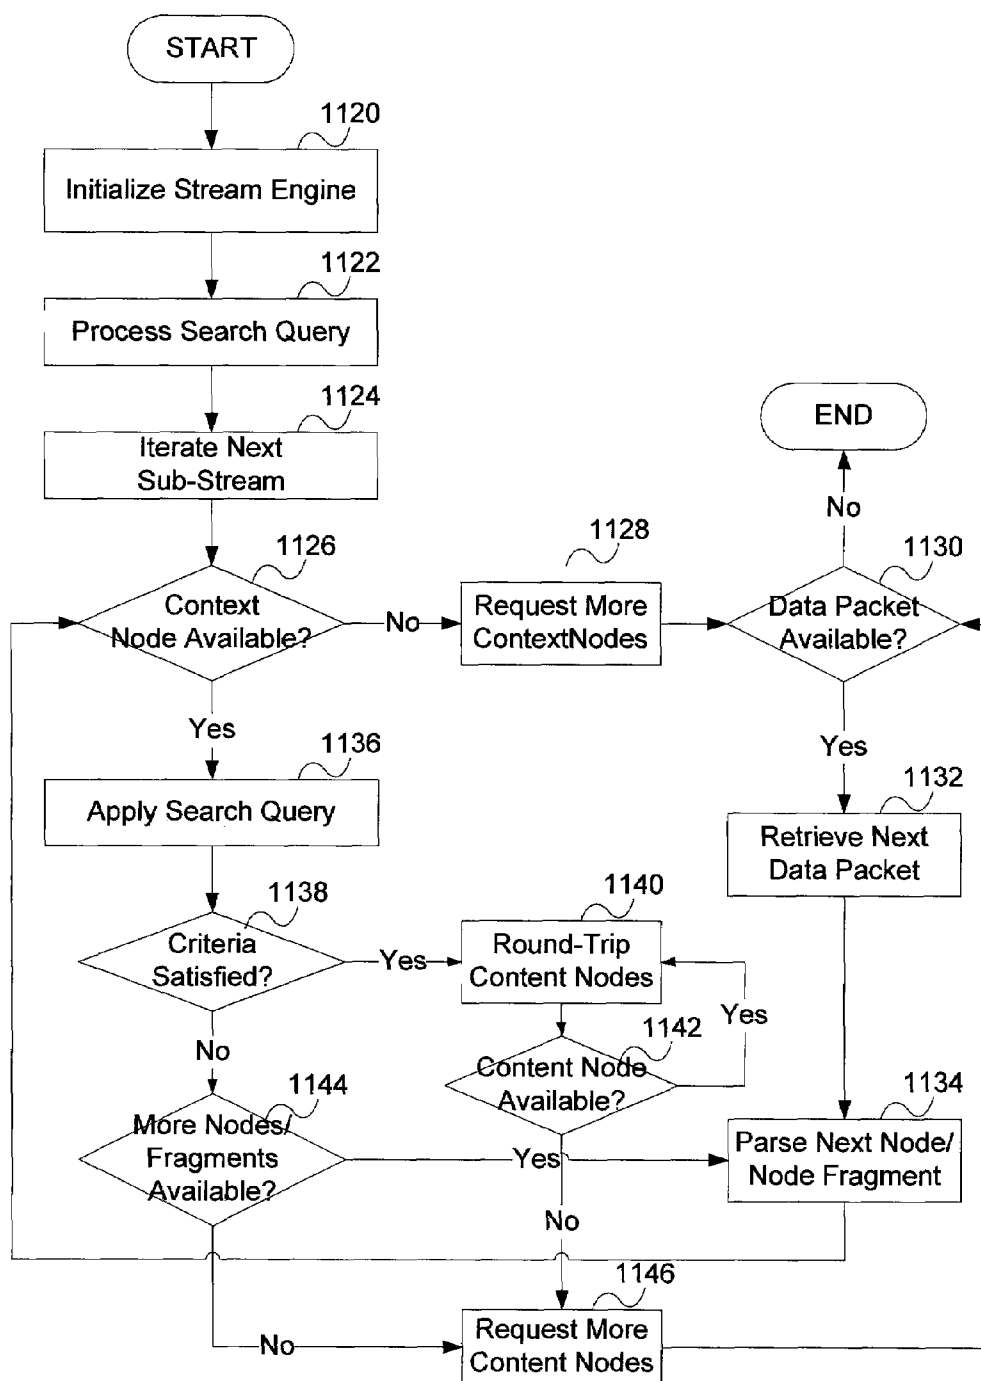 START
1120
Initialize Stream Engine
1122
Process Search Query
1124
Iterate Next
Sub-Stream
END
No
1126
Context
Node Available?
No
1128
Request More
ContextNodes
1130
Data Packet
Available?
Yes
Yes
1136
Apply Search Query
1132
Retrieve Next
Data Packet
1138
Criteria
Satisfied?
Yes
1140
Round-Trip
Content Nodes
Yes
No
1142
Content Node
Available?
1144
More Nodes/
Fragments
Available?
Yes
1134
Parse Next Node/
Node Fragment
No
1146
No
Request More
Content Nodes